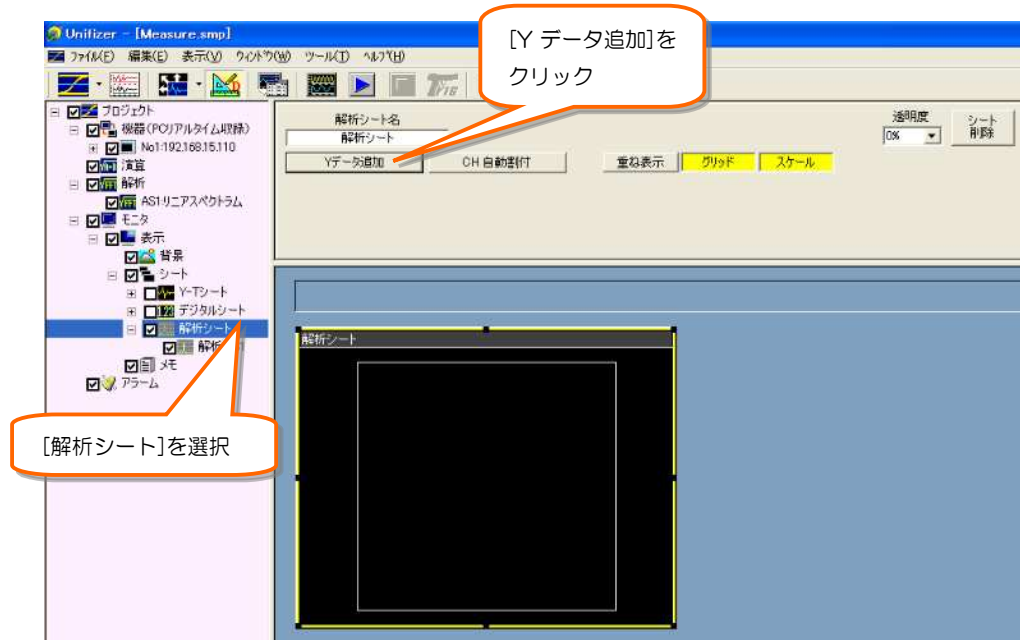 Unifizer - [Measure.smp]
ファイル(F) 編集(E) 表示(V) ウィンドウ(W) ツール(T) ヘルプ(H)
[Y データ追加]を
クリック
プロジェクト
機器(PCリアルタイム収録)
No1:192.168.15.110
演算
解析
AS1:リニアスペクトラム
モニタ
表示
背景
シート
Y-Tシート
デジタルシート
解析シート
メモ
アラーム
[解析シート]を選択
解析シート名
解析シート
透明度
0%
シート
削除
Yデータ追加
CH 自動割付
重ね表示
グリッド
スケール
解析シート